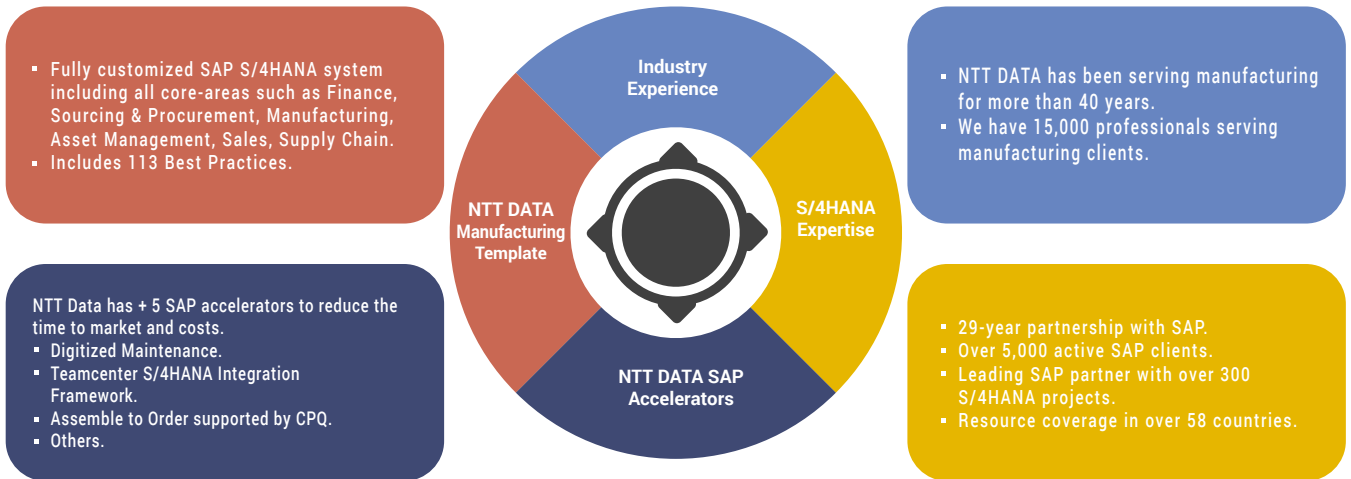 ▪ Fully customized SAP S/4HANA system
including all core-areas such as Finance,
Sourcing & Procurement, Manufacturing,
Asset Management, Sales, Supply Chain.
▪ Includes 113 Best Practices.
NTT Data has + 5 SAP accelerators to reduce the
time to market and costs.
▪ Digitized Maintenance.
▪ Teamcenter S/4HANA Integration
Framework.
▪ Assemble to Order supported by CPQ.
▪ Others.
Industry
Experience
NTT DATA
Manufacturing
Template
S/4HANA
Expertise
NTT DATA SAP
Accelerators
▪ NTT DATA has been serving manufacturing
for more than 40 years.
▪ We have 15,000 professionals serving
manufacturing clients.
▪ 29-year partnership with SAP.
▪ Over 5,000 active SAP clients.
▪ Leading SAP partner with over 300
S/4HANA projects.
▪ Resource coverage in over 58 countries.